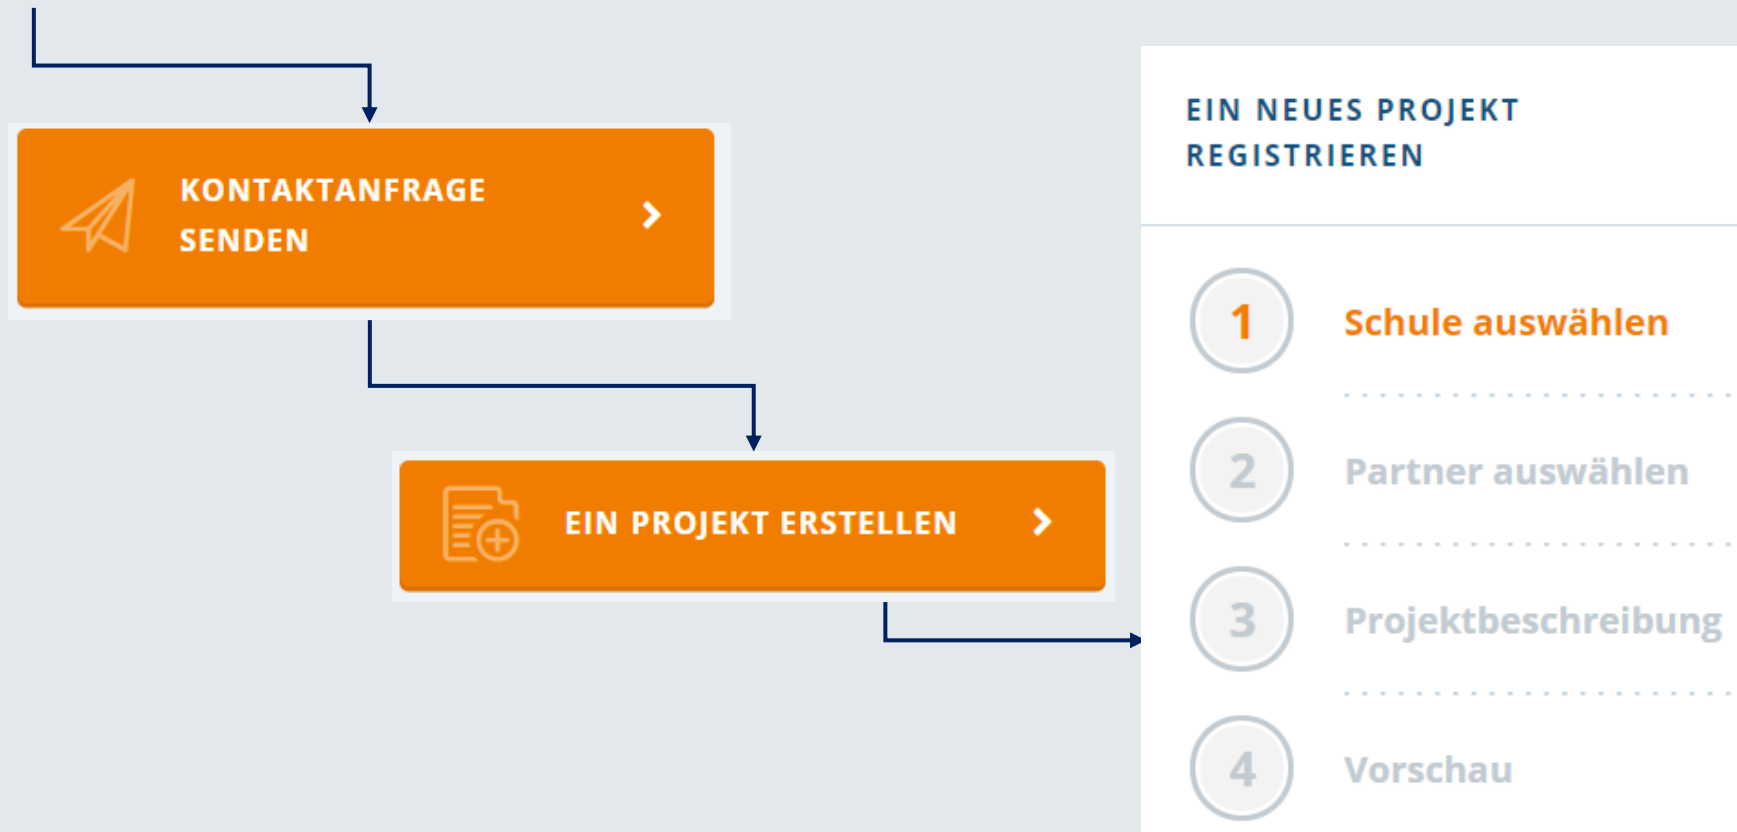 KONTAKTANFRAGE
SENDEN
EIN PROJEKT ERSTELLEN
EIN NEUES PROJEKT
REGISTRIEREN
1 Schule auswählen
2 Partner auswählen
3 Projektbeschreibung
4 Vorschau